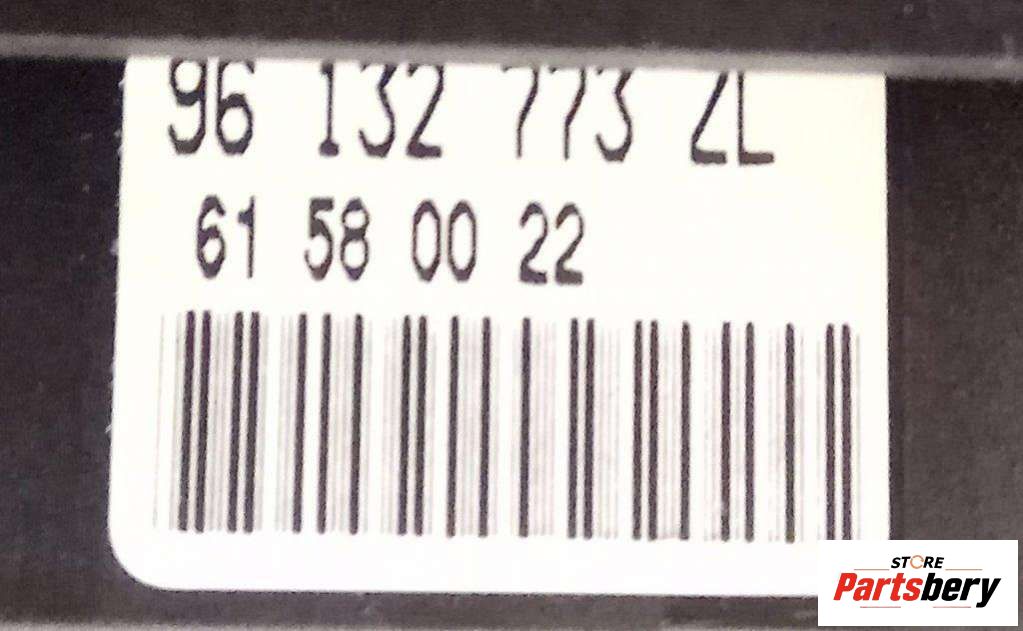 96 132 773 ZL
61 58 00 22
STORE
Partsbery